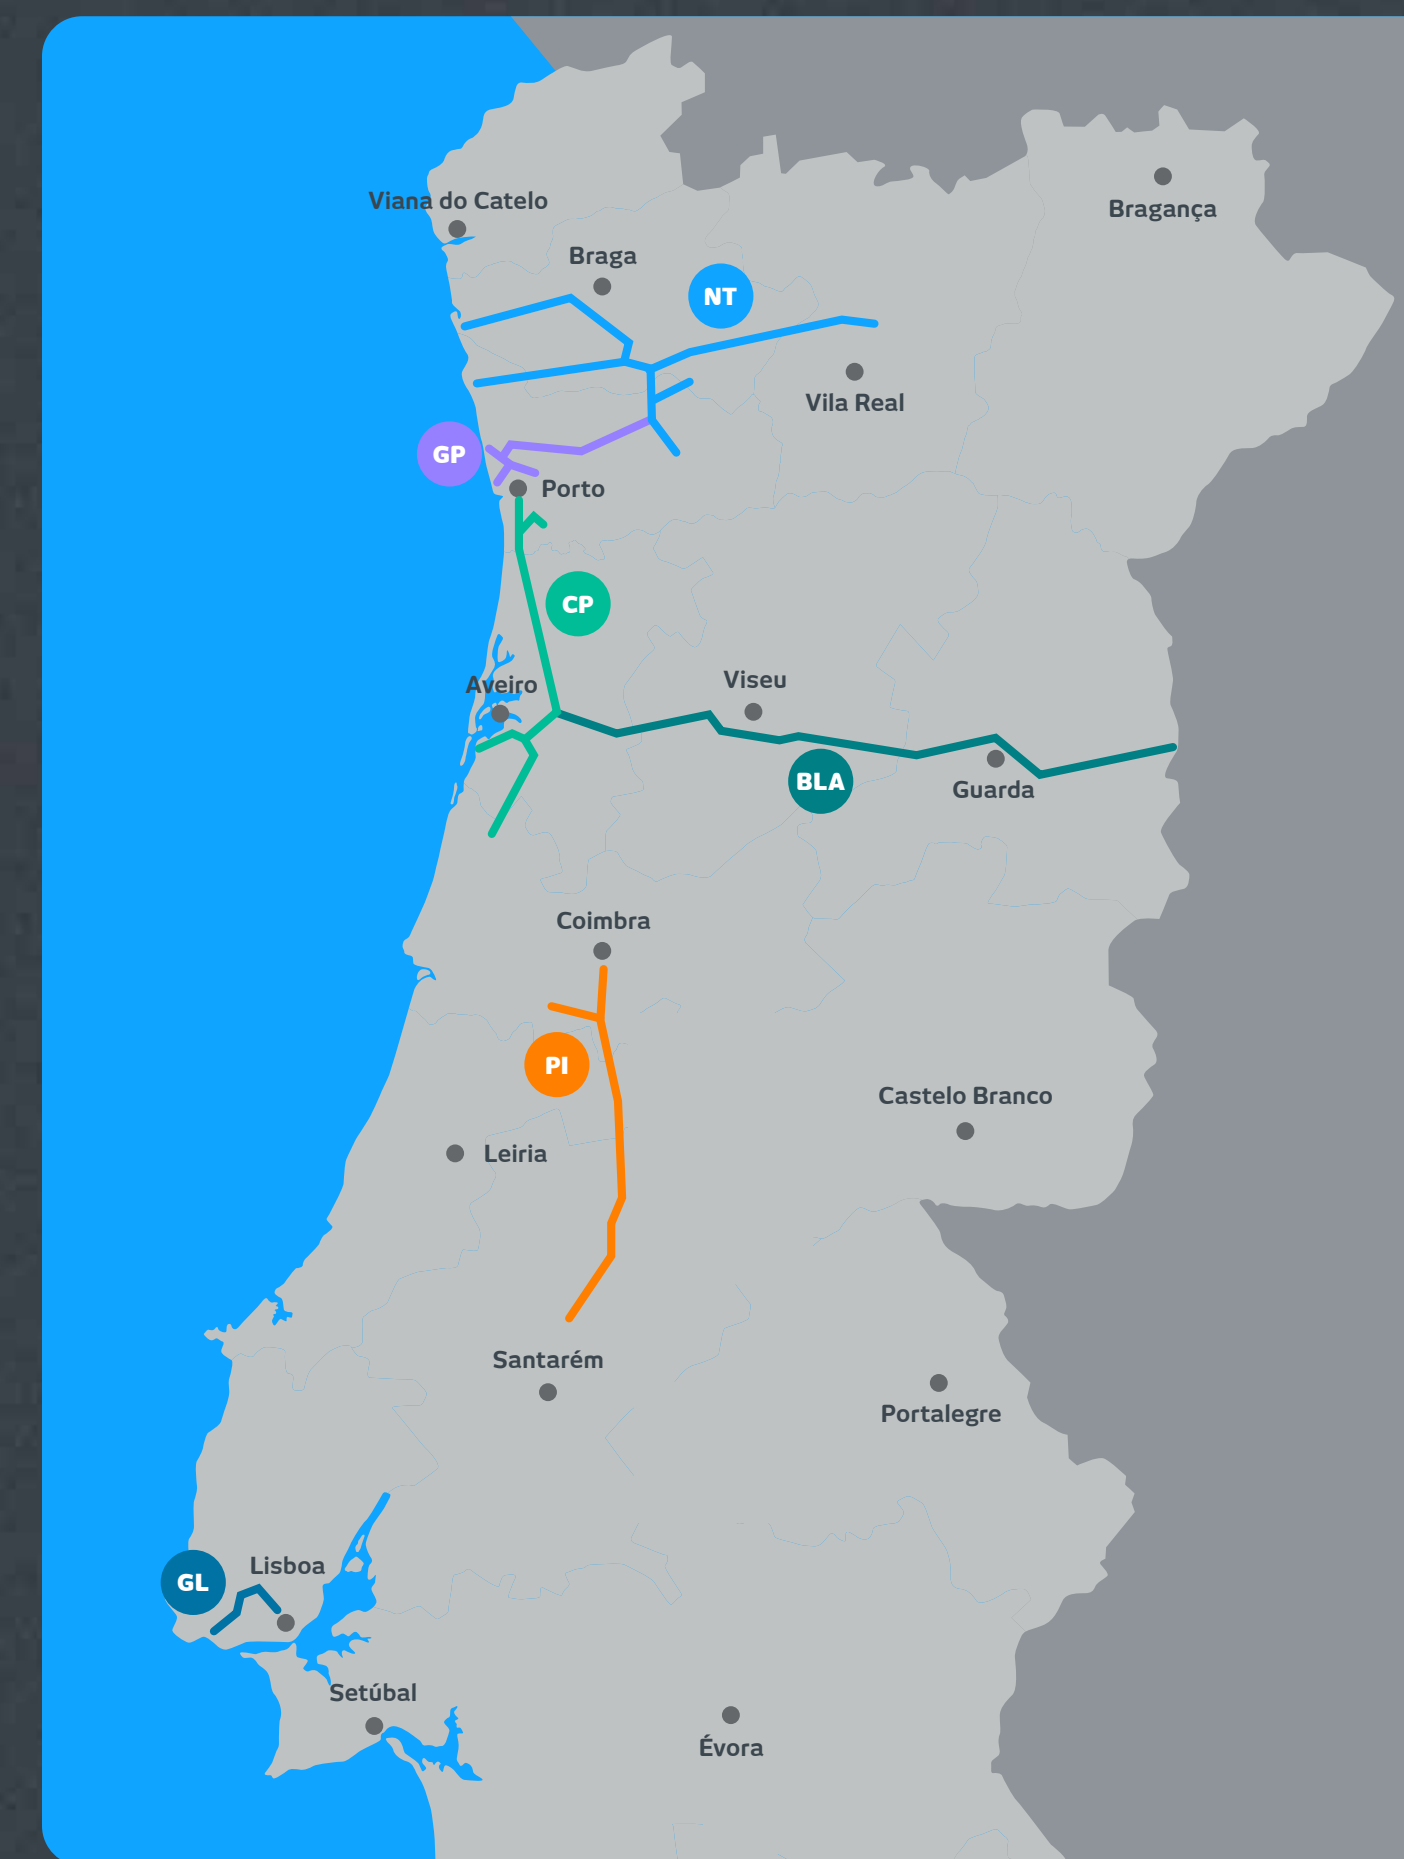 Viana do Catelo
Bragança
Braga
NT
Vila Real
GP
Porto
CP
Viseu
Aveiro
BLA
Guarda
Coimbra
PI
Castelo Branco
Leiria
Santarém
Portalegre
Lisboa
GL
Setúbal
Évora